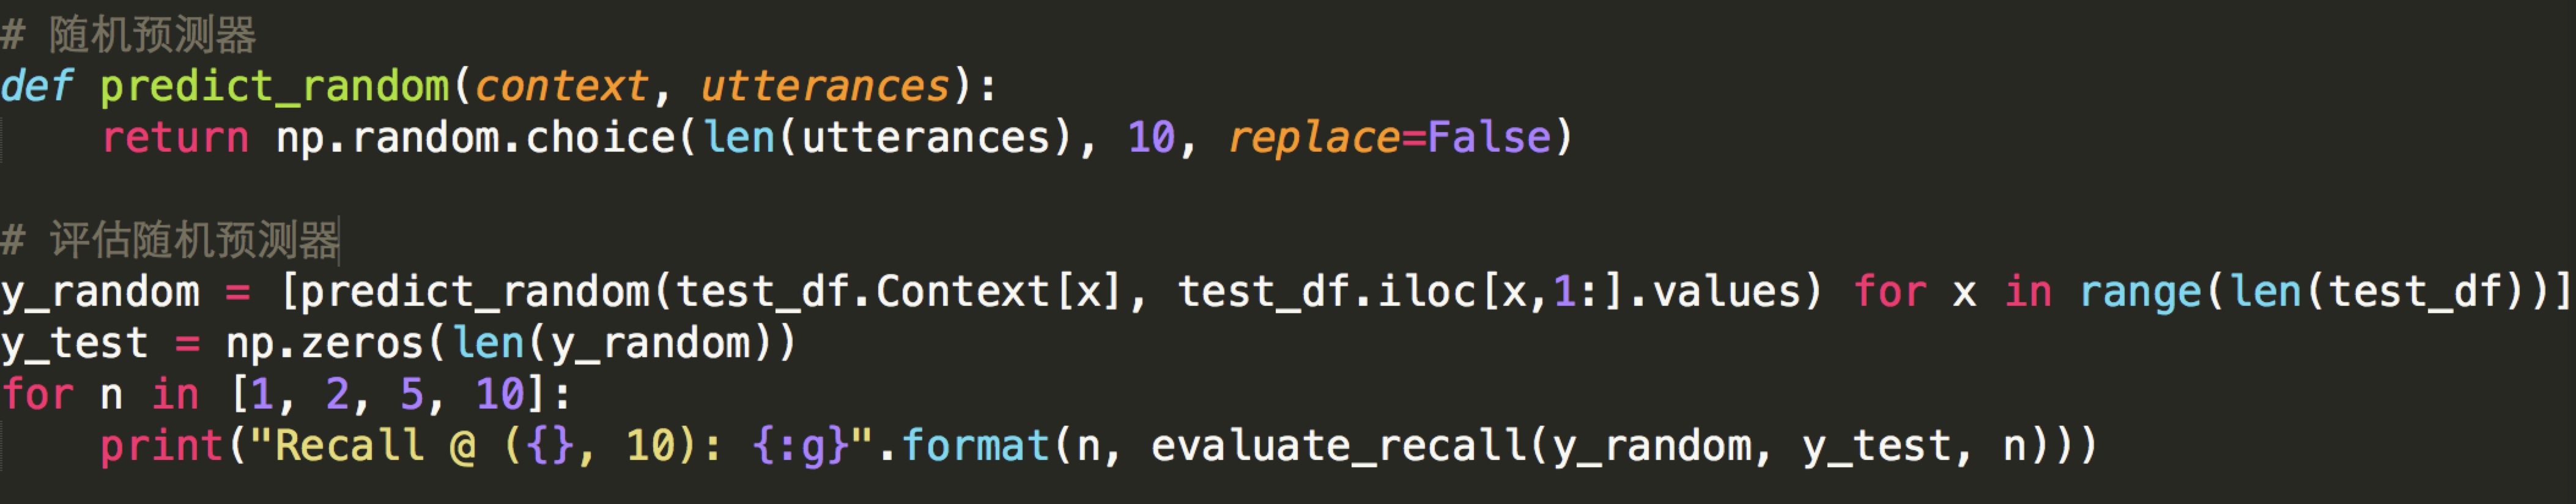 # 随机预测器
def predict_random(context, utterances):
    return np.random.choice(len(utterances), 10, replace=False)

# 评估随机预测器
y_random = [predict_random(test_df.Context[x], test_df.iloc[x,1:].values) for x in range(len(test_df))]
y_test = np.zeros(len(y_random))
for n in [1, 2, 5, 10]:
    print("Recall @ ({}, 10): {:g}".format(n, evaluate_recall(y_random, y_test, n)))